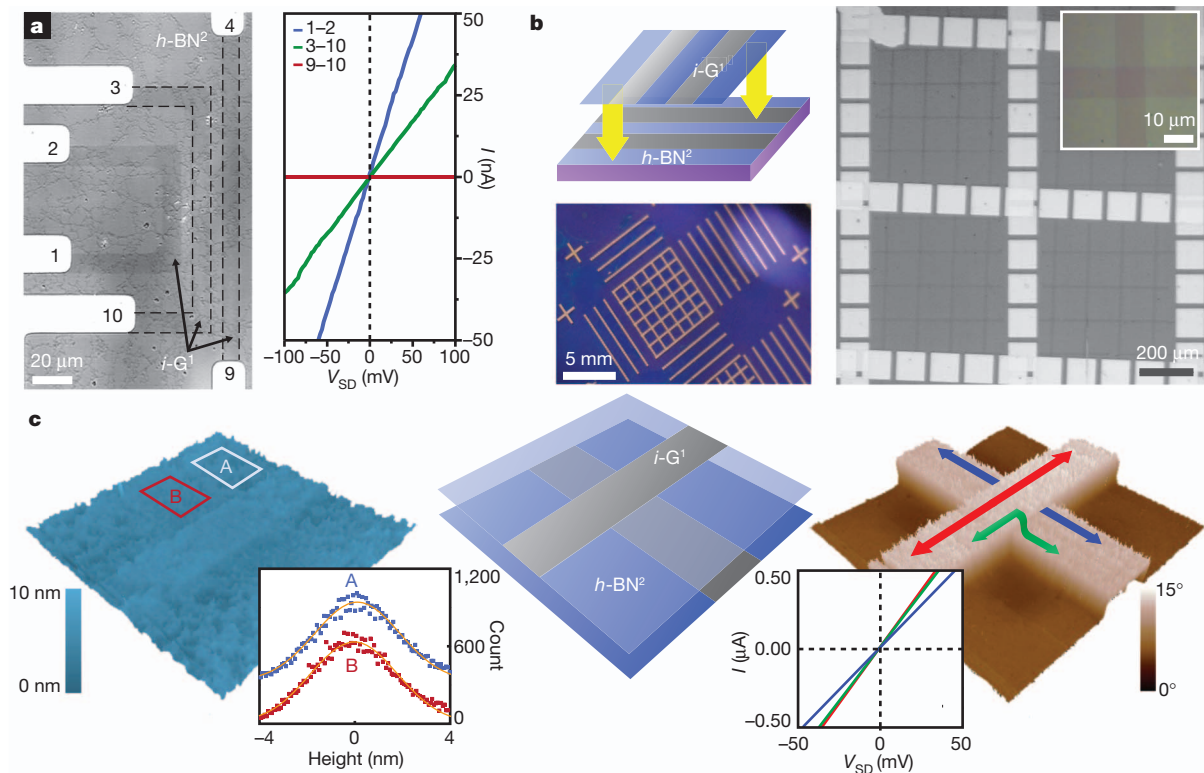 a
h-BN²
4
3
2
1
10
i-G¹
20 μm
9
1–2
3–10
9–10
50
25
0
–25
–50
I (nA)
–100
–50
0
50
100
V_SD (mV)
b
i-G¹
h-BN²
5 mm
10 μm
200 μm
c
A
B
10 nm
0 nm
A
B
1,200
600
0
Count
–4
–2
0
2
4
Height (nm)
i-G¹
h-BN²
0.50
0.00
–0.50
I (μA)
–50
0
50
V_SD (mV)
15°
0°